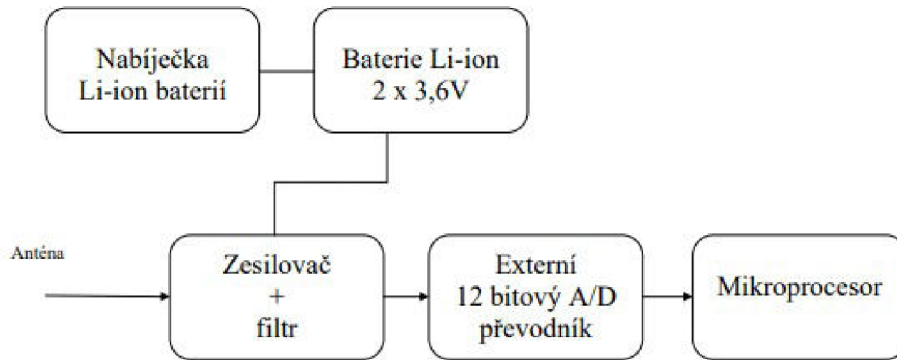 Nabíječka
Li-ion baterií
Baterie Li-ion
2 x 3,6V
Anténa
Zesilovač
+
filtr
Externí
12 bitový A/D
převodník
Mikroprocesor